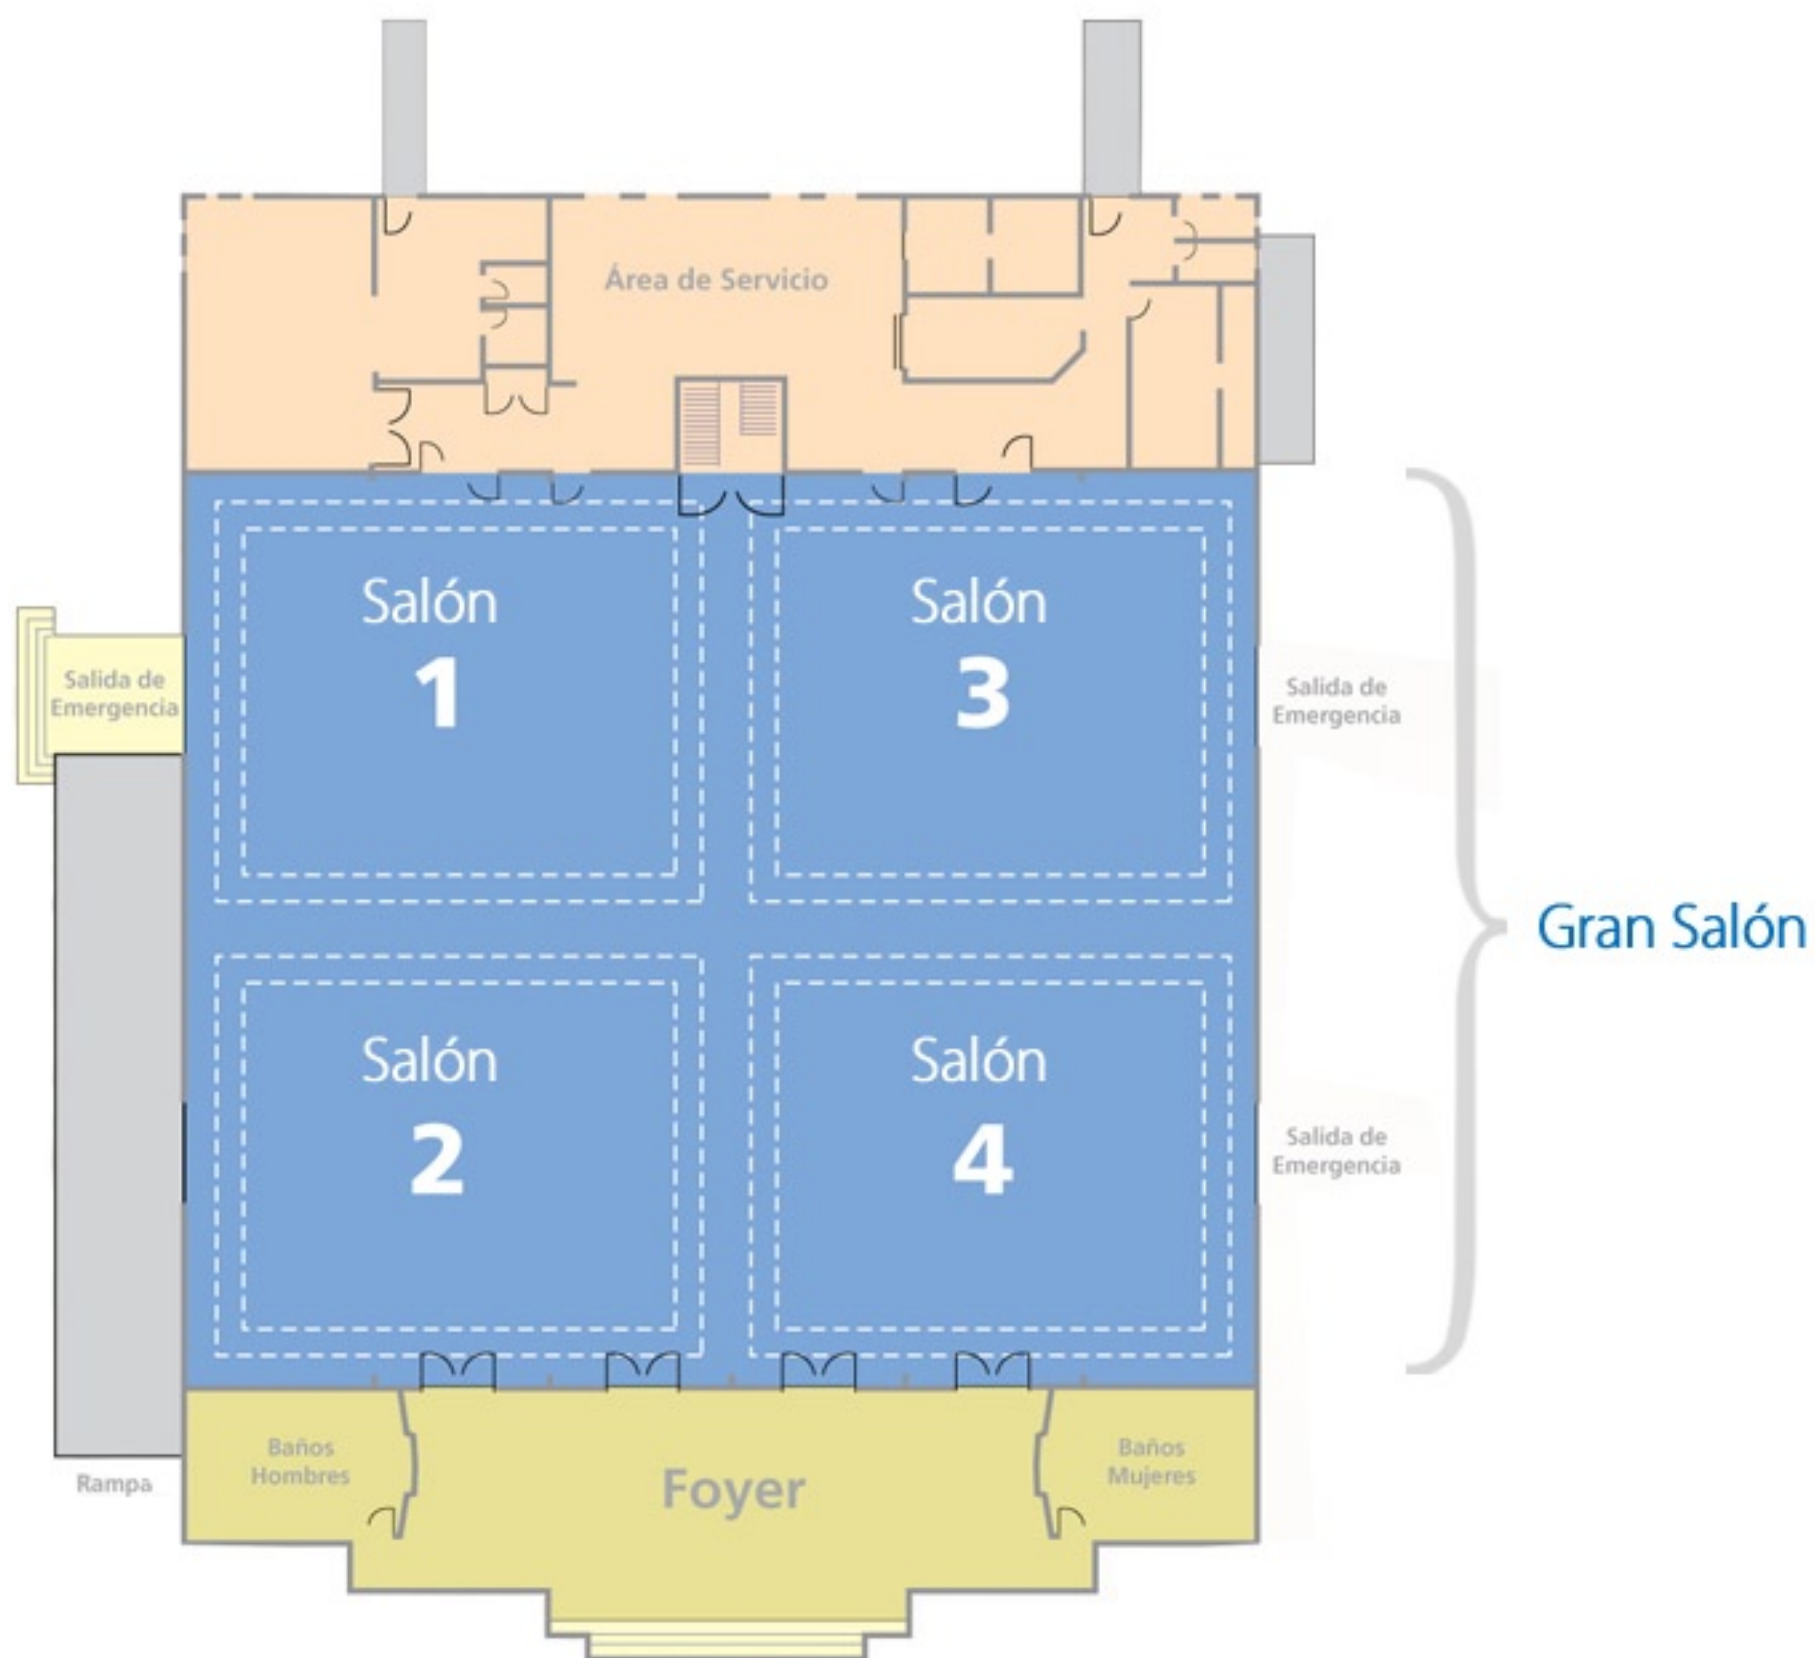 Área de Servicio
Salón
1
Salón
3
Salida de
Emergencia
Salida de
Emergencia
Gran Salón
Salón
2
Salón
4
Salida de
Emergencia
Baños
Hombres
Foyer
Baños
Mujeres
Rampa